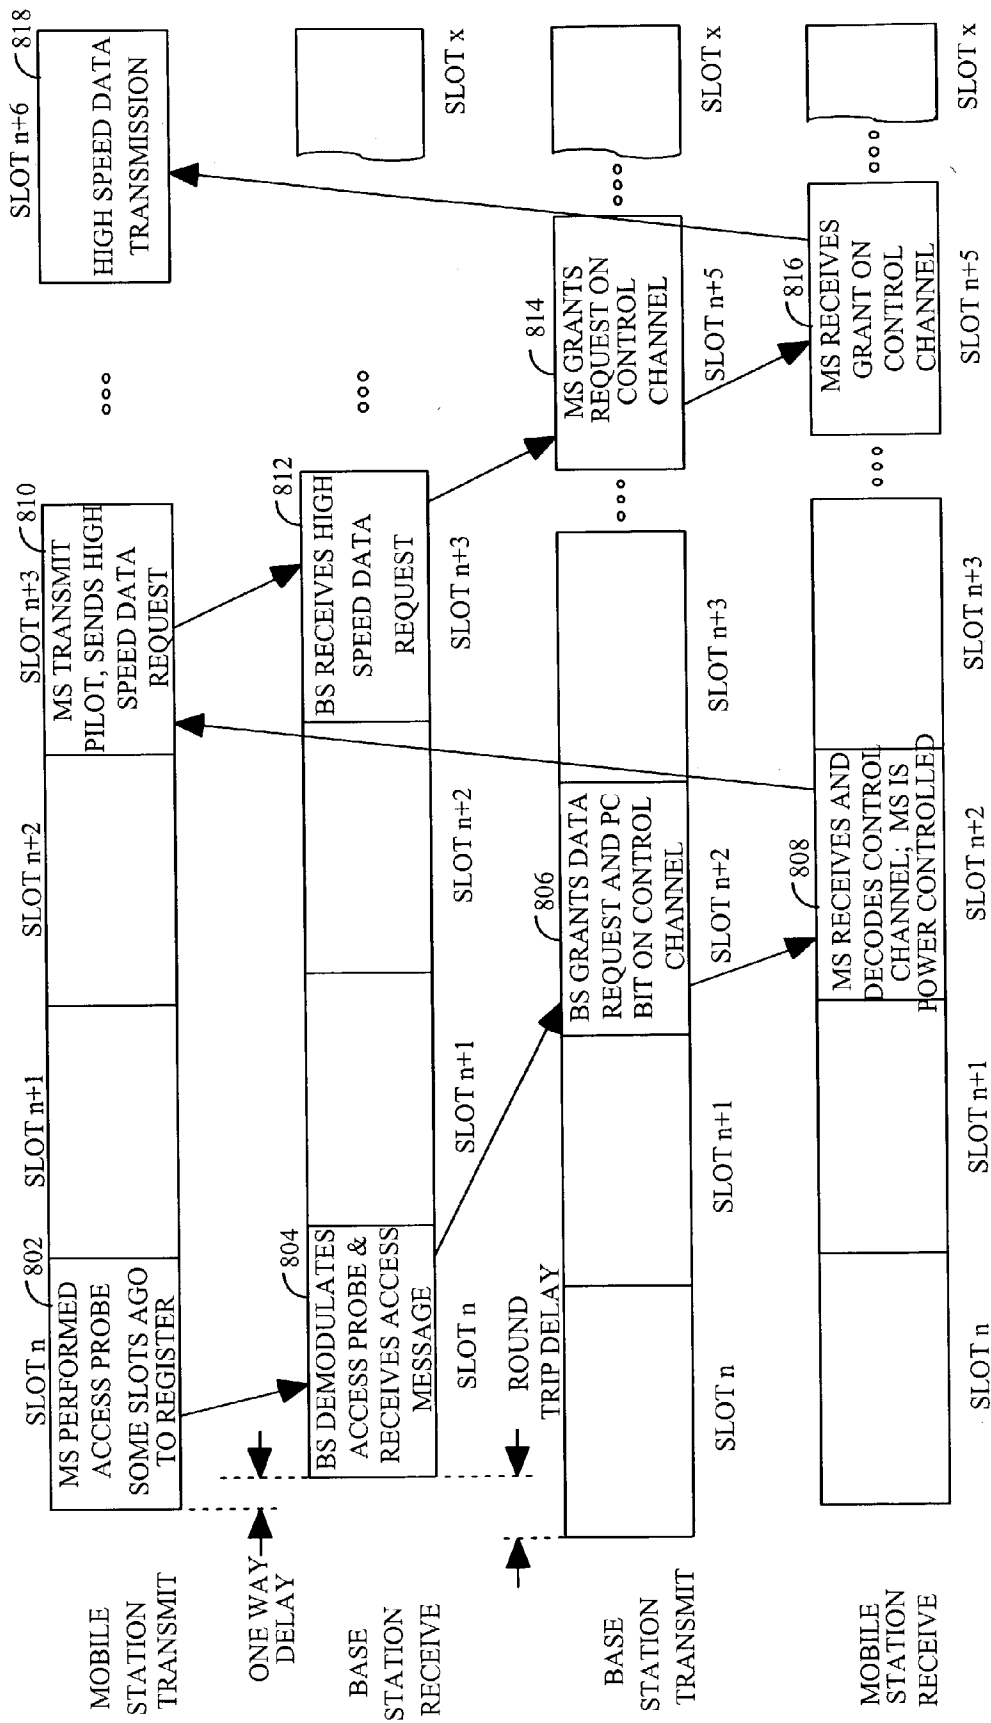 MOBILE
STATION
TRANSMIT
SLOT n
802
MS PERFORMED
ACCESS PROBE
SOME SLOTS AGO
TO REGISTER
SLOT n+1
SLOT n+2
SLOT n+3
810
MS TRANSMIT
PILOT, SENDS HIGH
SPEED DATA
REQUEST
SLOT n+6
818
HIGH SPEED DATA
TRANSMISSION
ONE WAY
DELAY
BASE
STATION
RECEIVE
804
BS DEMODULATES
ACCESS PROBE &
RECEIVES ACCESS
MESSAGE
SLOT n
SLOT n+1
SLOT n+2
812
BS RECEIVES HIGH
SPEED DATA
REQUEST
SLOT n+3
SLOT x
ROUND
TRIP DELAY
BASE
STATION
TRANSMIT
SLOT n
SLOT n+1
806
BS GRANTS DATA
REQUEST AND PC
BIT ON CONTROL
CHANNEL
SLOT n+2
SLOT n+3
814
MS GRANTS
REQUEST ON
CONTROL
CHANNEL
SLOT n+5
SLOT x
MOBILE
STATION
RECEIVE
SLOT n
SLOT n+1
808
MS RECEIVES AND
DECODES CONTROL
CHANNEL; MS IS
POWER CONTROLLED
SLOT n+2
SLOT n+3
816
MS RECEIVES
GRANT ON
CONTROL
CHANNEL
SLOT n+5
SLOT x